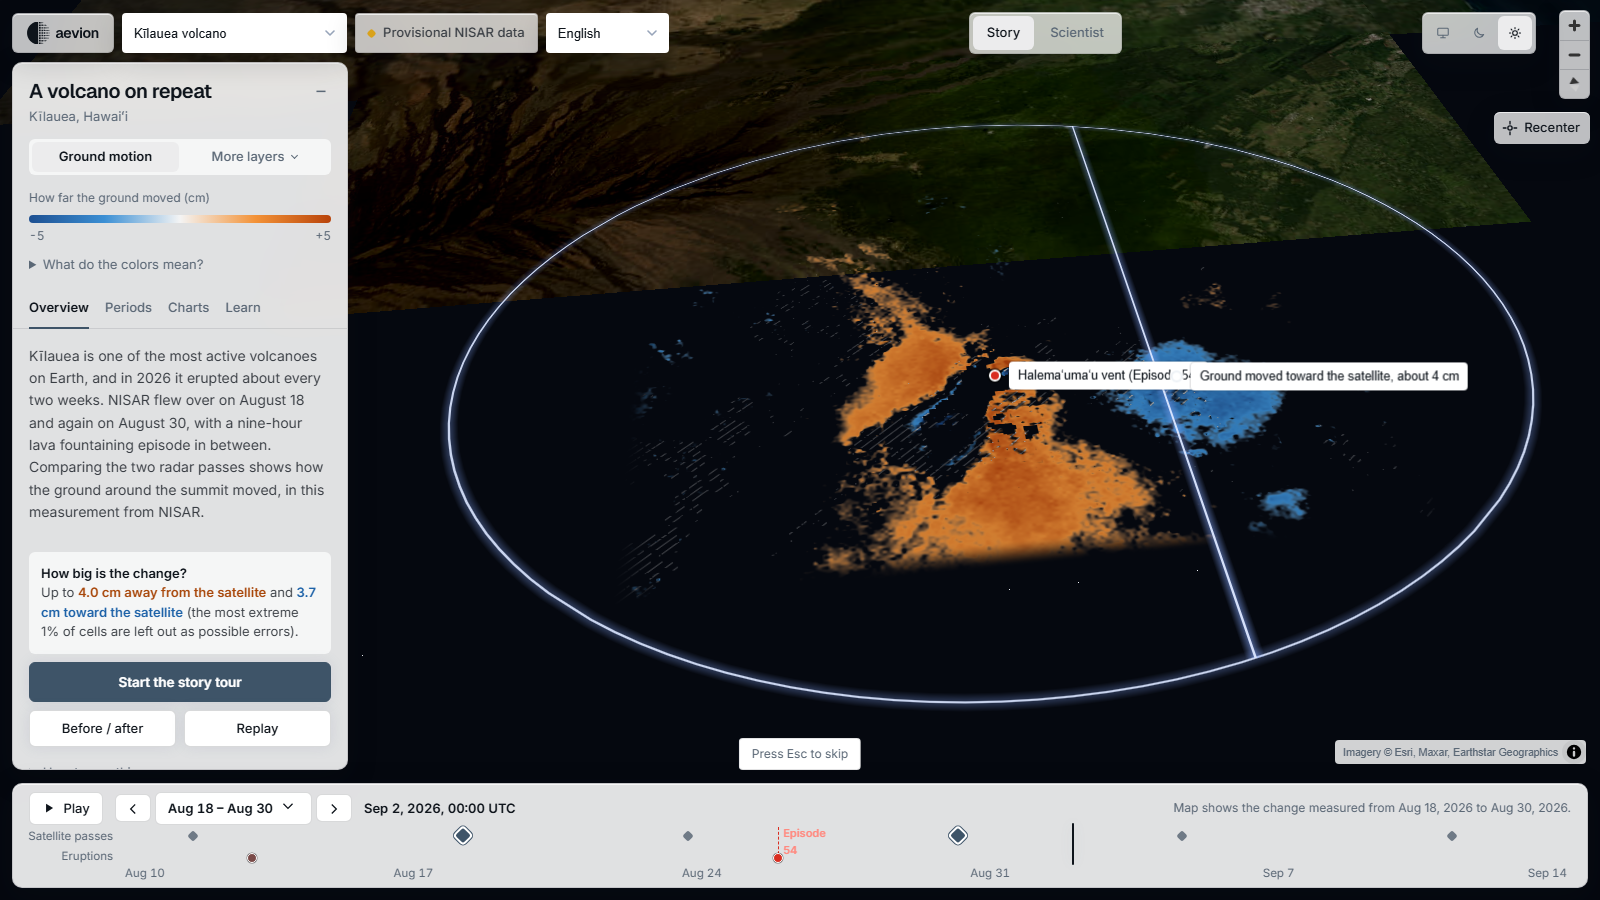 aevion
Kīlauea volcano
Provisional NISAR data
English
Story
Scientist
Recenter
A volcano on repeat
Kīlauea, Hawaiʻi
Ground motion
More layers
How far the ground moved (cm)
-5
+5
What do the colors mean?
Overview
Periods
Charts
Learn
Kīlauea is one of the most active volcanoes
on Earth, and in 2026 it erupted about every
two weeks. NISAR flew over on August 18
and again on August 30, with a nine-hour
lava fountaining episode in between.
Comparing the two radar passes shows how
the ground around the summit moved, in this
measurement from NISAR.
How big is the change?
Up to 4.0 cm away from the satellite and 3.7
cm toward the satellite (the most extreme
1% of cells are left out as possible errors).
Start the story tour
Before / after
Replay
Halemaʻumaʻu vent (Episod 54
Ground moved toward the satellite, about 4 cm
Press Esc to skip
Imagery © Esri, Maxar, Earthstar Geographics
Play
Aug 18 – Aug 30
Sep 2, 2026, 00:00 UTC
Map shows the change measured from Aug 18, 2026 to Aug 30, 2026.
Satellite passes
Episode
54
Eruptions
Aug 10
Aug 17
Aug 24
Aug 31
Sep 7
Sep 14